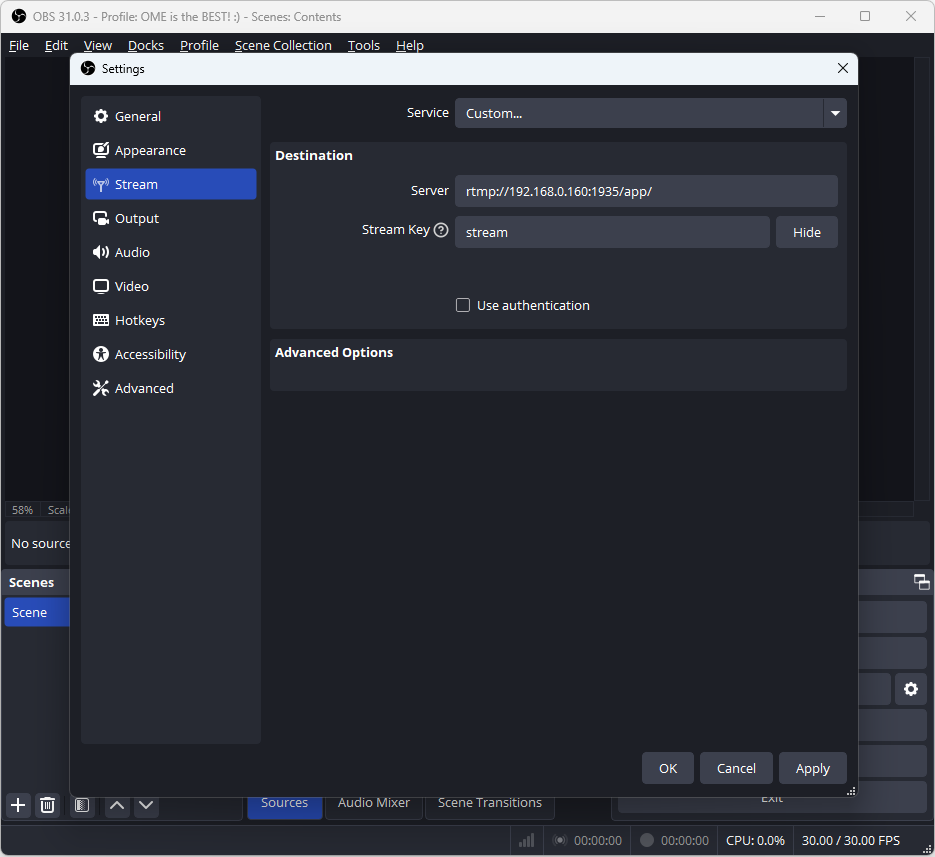 OBS 31.0.3 - Profile: OME is the BEST! :) - Scenes: Contents
File Edit View Docks Profile Scene Collection Tools Help
Settings
General
Appearance
Stream
Output
Audio
Video
Hotkeys
Accessibility
Advanced
Service Custom...
Destination
Server rtmp://192.168.0.160:1935/app/
Stream Key stream Hide
Use authentication
Advanced Options
OK Cancel Apply
58%
No source
Scenes
Scene
Sources Audio Mixer Scene Transitions Exit
00:00:00 00:00:00 CPU: 0.0% 30.00 / 30.00 FPS